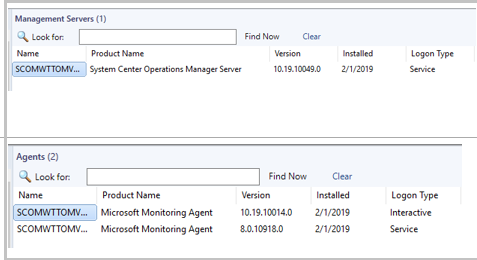 Management Servers (1)
Look for: Find Now Clear
Name Product Name Version Installed Logon Type
SCOMWTTOMV... System Center Operations Manager Server 10.19.10049.0 2/1/2019 Service
Agents (2)
Look for: Find Now Clear
Name Product Name Version Installed Logon Type
SCOMWTTOMV... Microsoft Monitoring Agent 10.19.10014.0 2/1/2019 Interactive
SCOMWTTOMV... Microsoft Monitoring Agent 8.0.10918.0 2/1/2019 Service